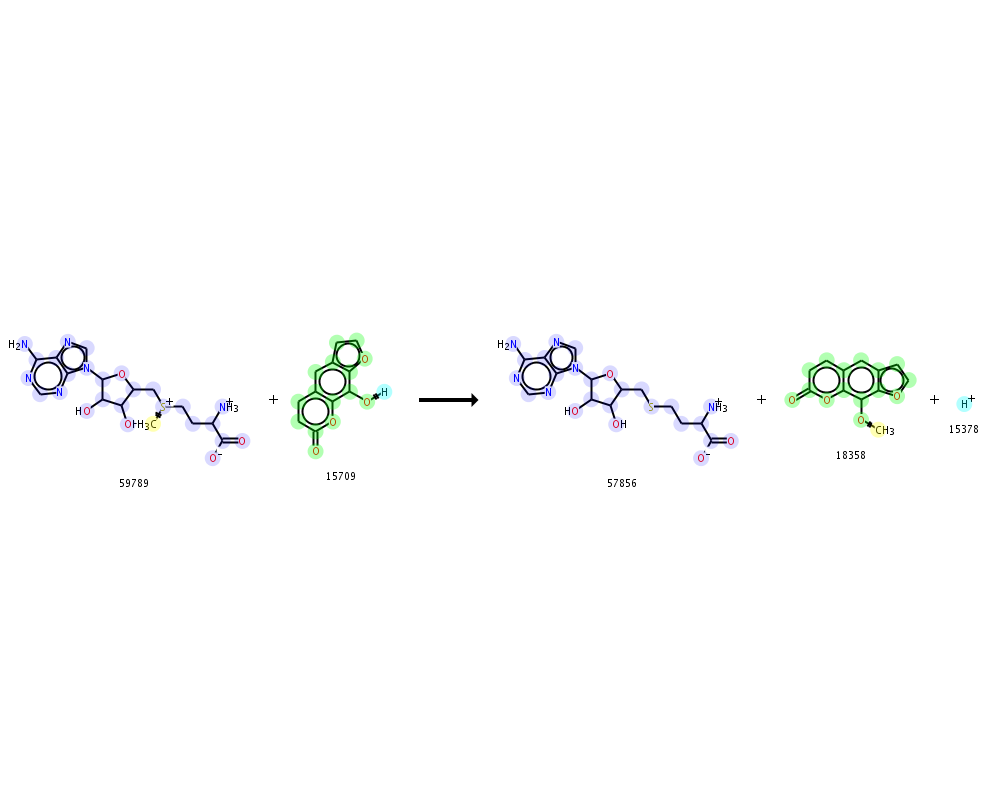 H2N N N N N N O HO OH H3C S+ NH3+ O O- + O O O O H
59789 15709
H2N N N N N N O HO OH S NH3+ O O- + O O O O CH3 + H+
57856 18358 15378